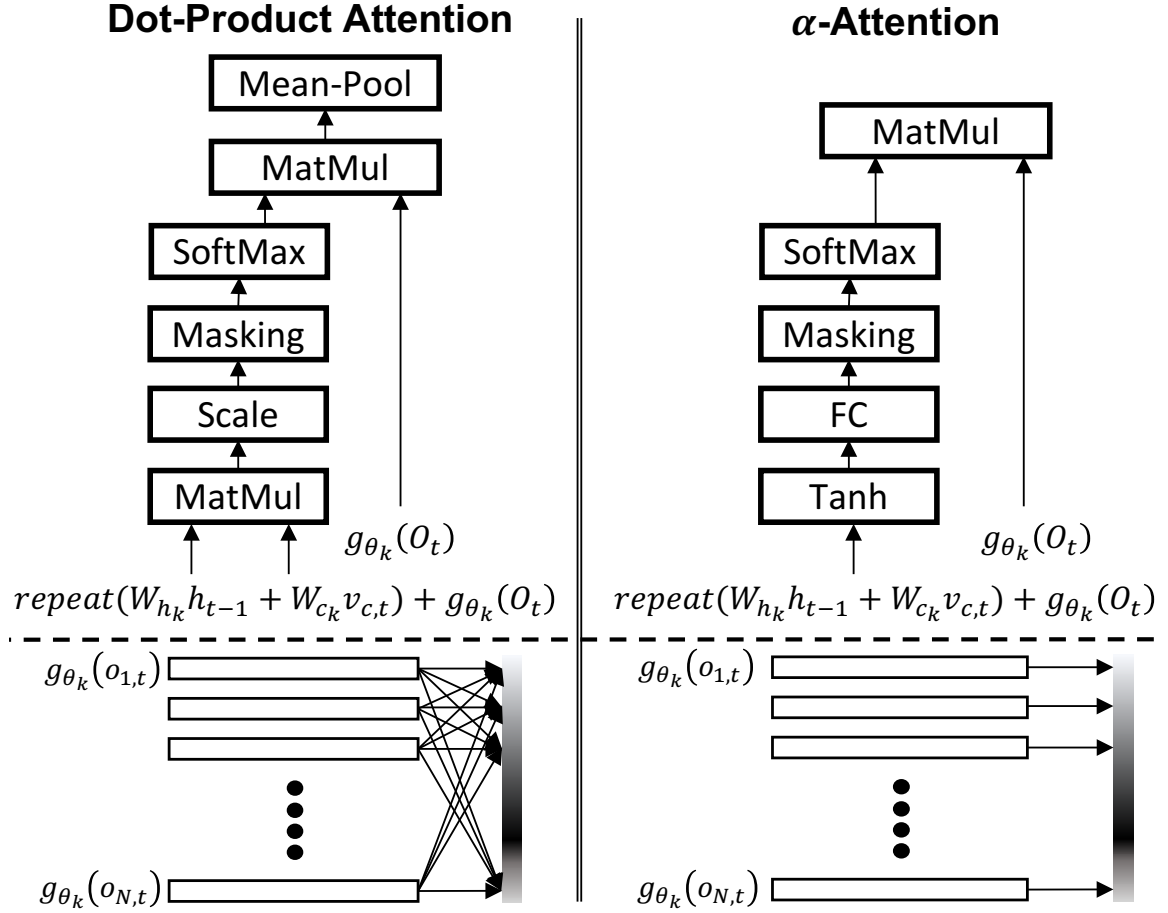 Dot-Product Attention
Mean-Pool
MatMul
SoftMax
Masking
Scale
MatMul
g_{θ_k}(O_t)
repeat(W_{h_k}h_{t−1} + W_{c_k}v_{c,t}) + g_{θ_k}(O_t)
g_{θ_k}(o_{1,t})
g_{θ_k}(o_{N,t})
α-Attention
MatMul
SoftMax
Masking
FC
Tanh
g_{θ_k}(O_t)
repeat(W_{h_k}h_{t−1} + W_{c_k}v_{c,t}) + g_{θ_k}(O_t)
g_{θ_k}(o_{1,t})
g_{θ_k}(o_{N,t})